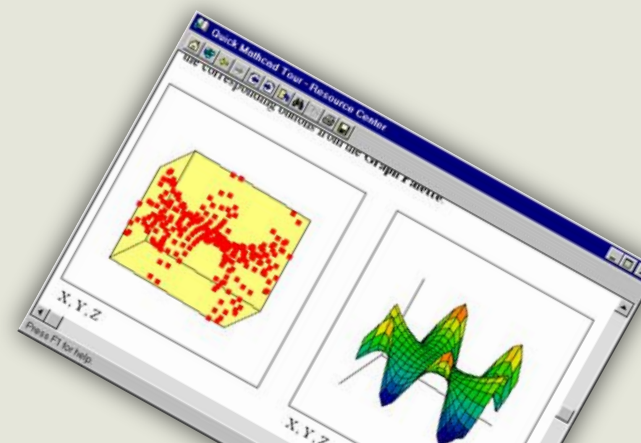 Quick Mathcad Tour - Resource Center
the corresponding buttons from the Graph Palette.
X, Y, Z
X, Y, Z
Press F1 for help